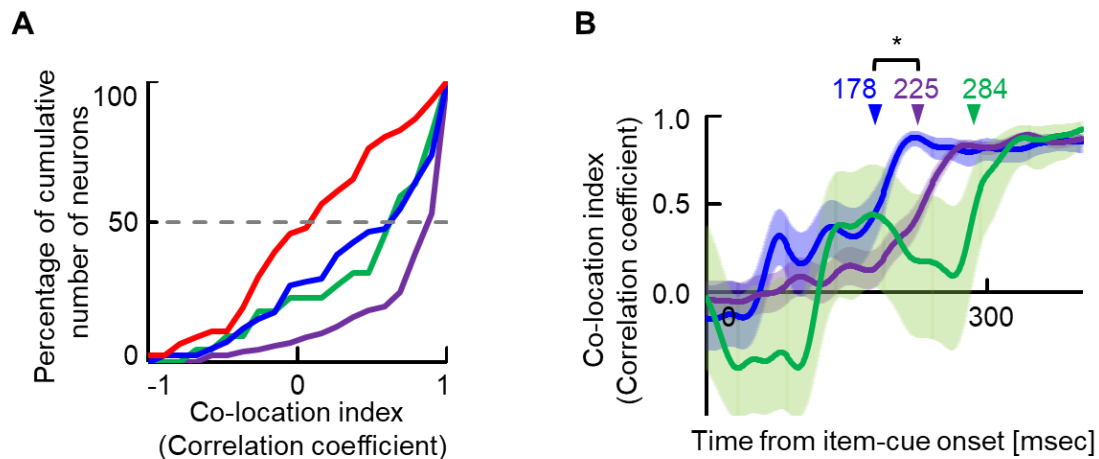 A
Percentage of cumulative
number of neurons
100
50
0
-1
0
1
Co-location index
(Correlation coefficient)
B
*
178
225
284
Co-location index
(Correlation coefficient)
1.0
0.5
0.0
0
300
Time from item-cue onset [msec]